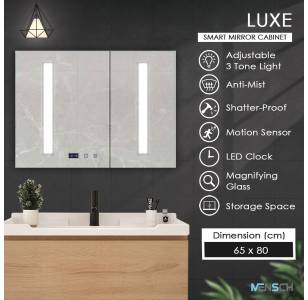 LUXE
SMART MIRROR CABINET
Adjustable
3 Tone Light
Anti-Mist
Shatter-Proof
Motion Sensor
LED Clock
Magnifying
Glass
Storage Space
Dimension (cm)
65 x 80
MENSCH